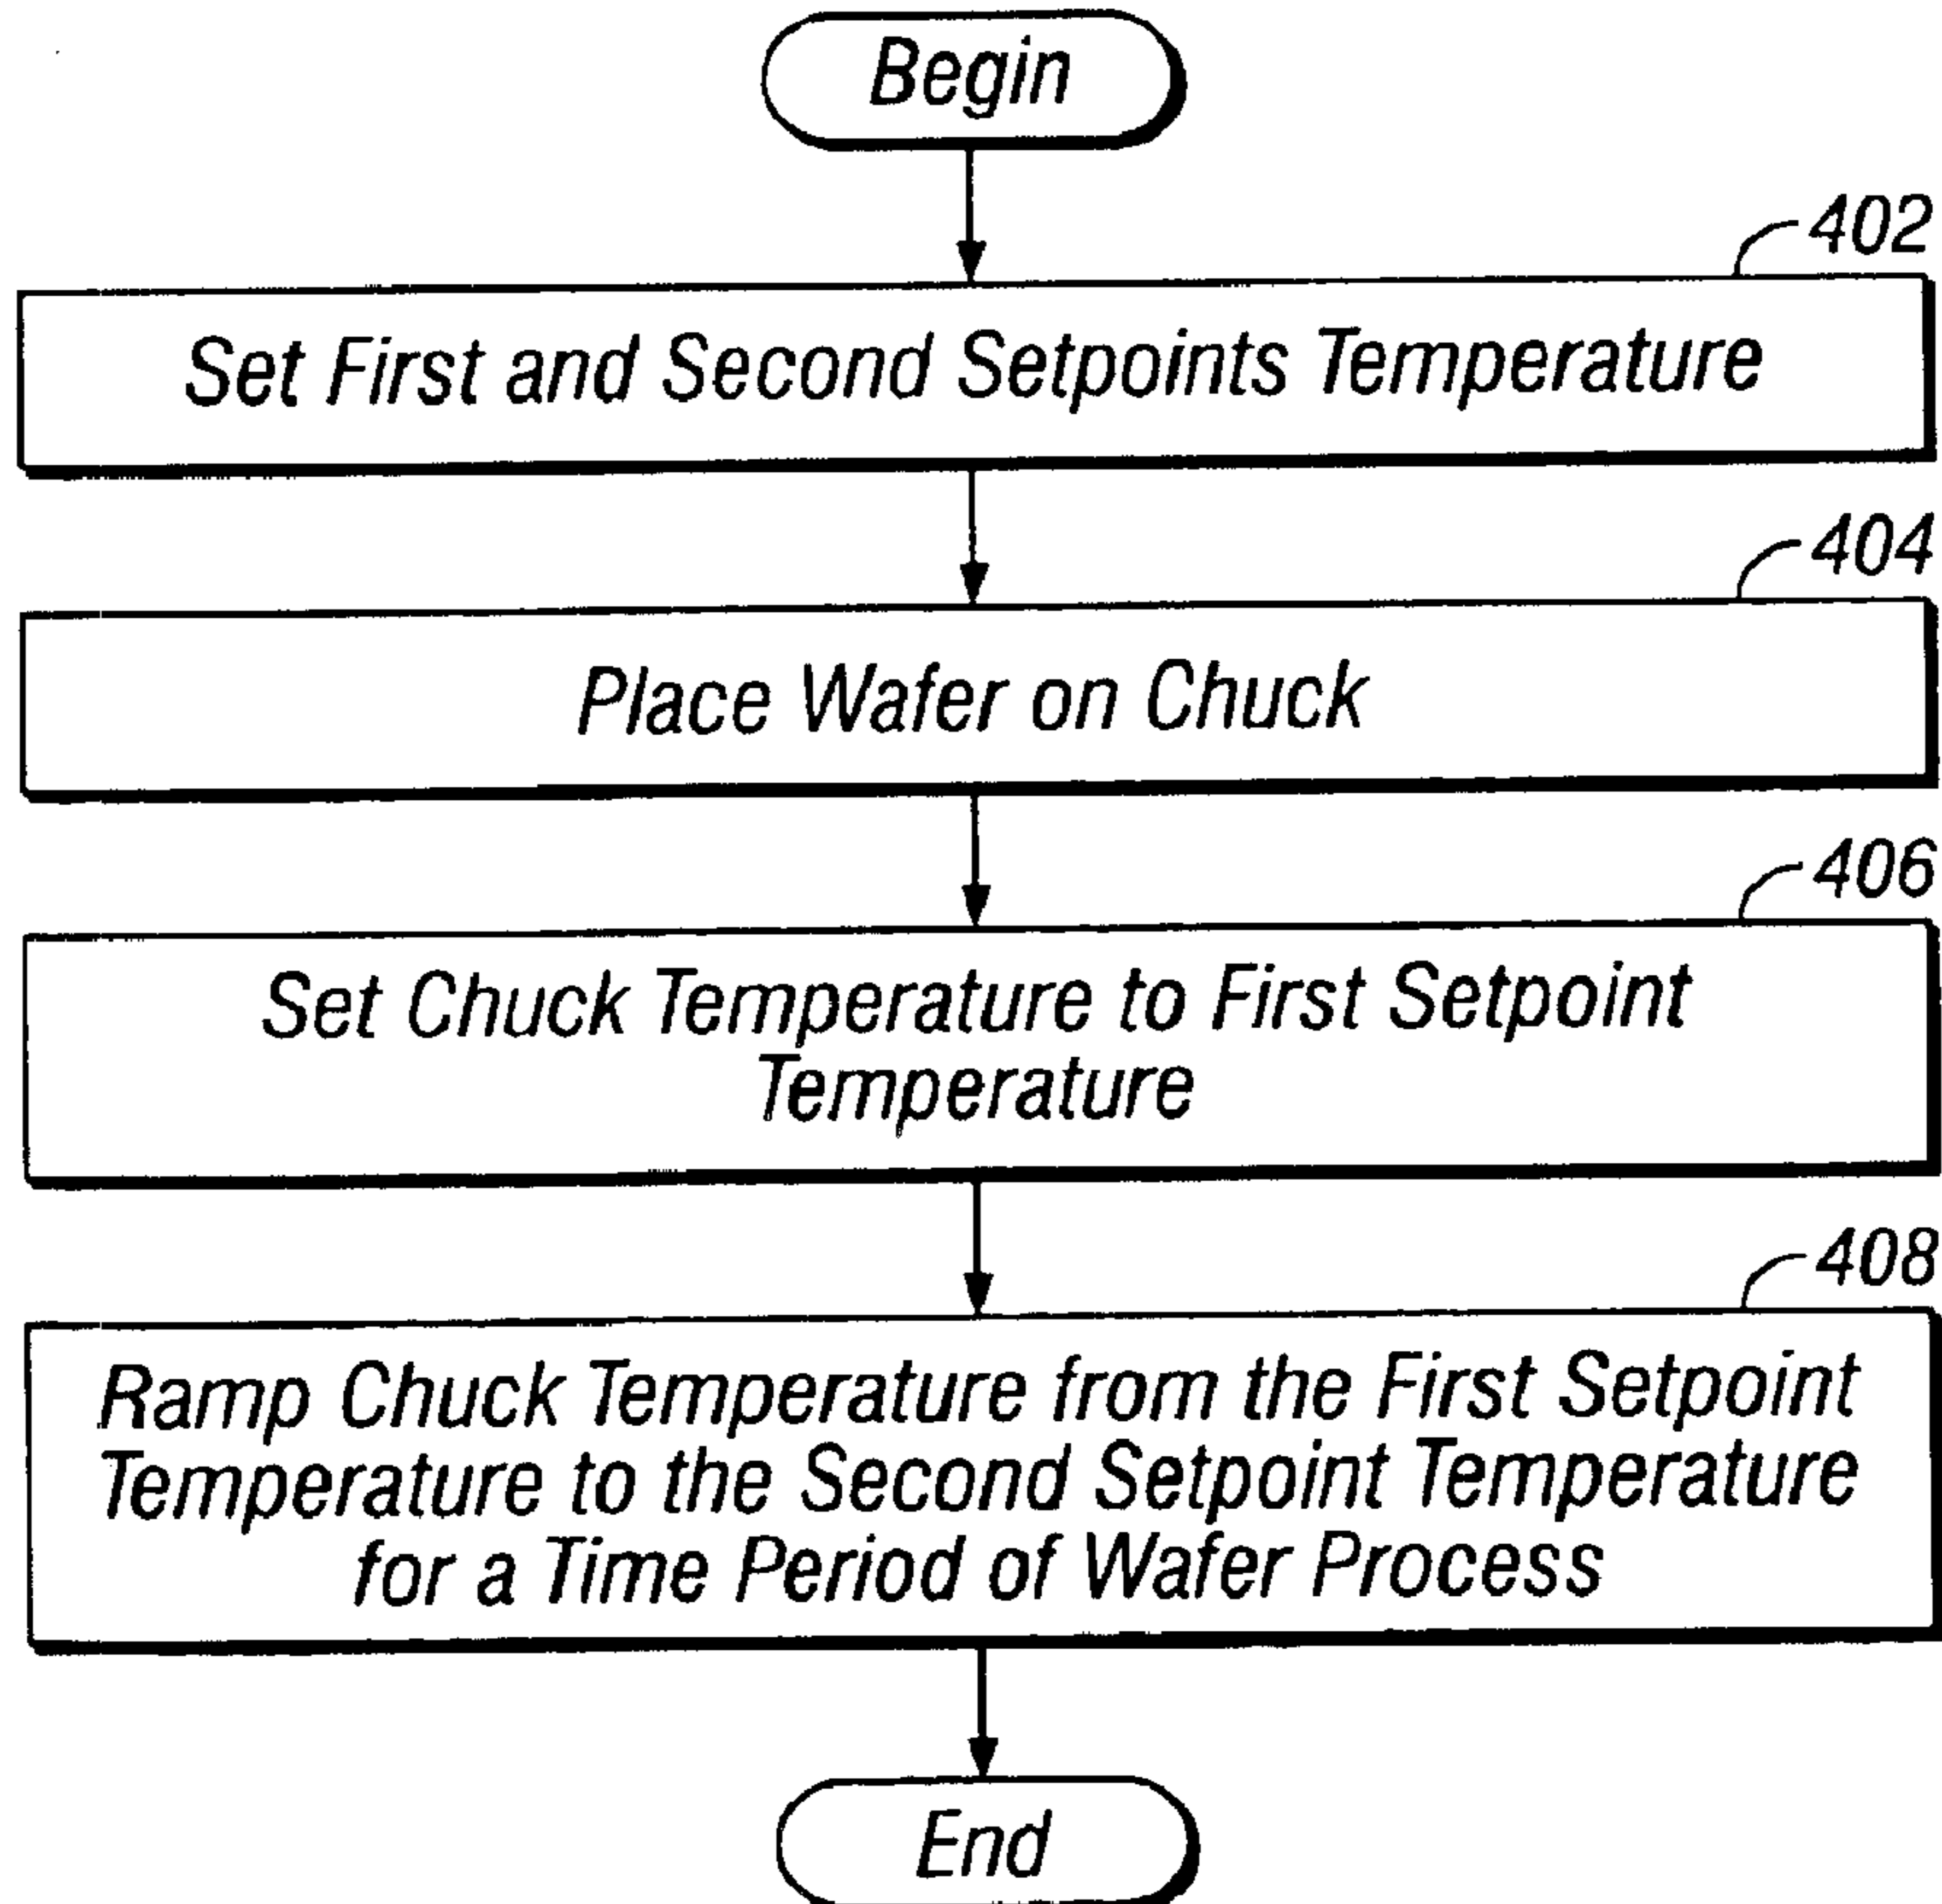 Begin
402
Set First and Second Setpoints Temperature
404
Place Wafer on Chuck
406
Set Chuck Temperature to First Setpoint
Temperature
408
Ramp Chuck Temperature from the First Setpoint
Temperature to the Second Setpoint Temperature
for a Time Period of Wafer Process
End